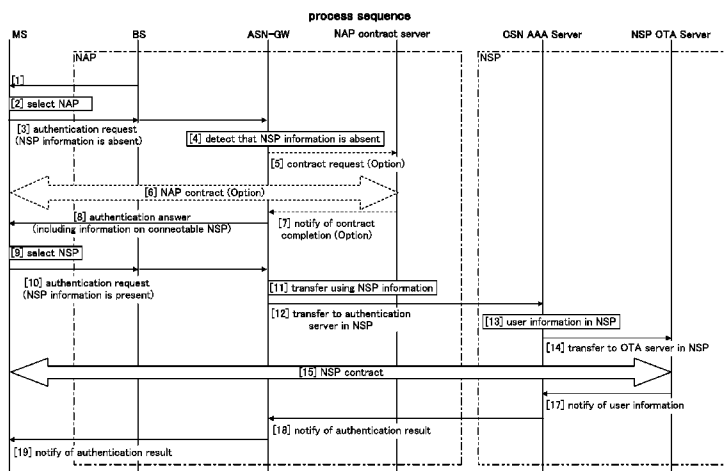 process sequence
MS BS ASN-GW NAP contract server CSN AAA Server NSP OTA Server
NAP NSP
[1]
[2] select NAP
[3] authentication request
(NSP information is absent)
[4] detect that NSP information is absent
[5] contract request (Option)
[6] NAP contract (Option)
[8] authentication answer
(including information on connectable NSP)
[7] notify of contract
completion (Option)
[9] select NSP
[10] authentication request
(NSP information is present)
[11] transfer using NSP information
[12] transfer to authentication
server in NSP
[13] user information in NSP
[14] transfer to OTA server in NSP
[15] NSP contract
[17] notify of user information
[18] notify of authentication result
[19] notify of authentication result